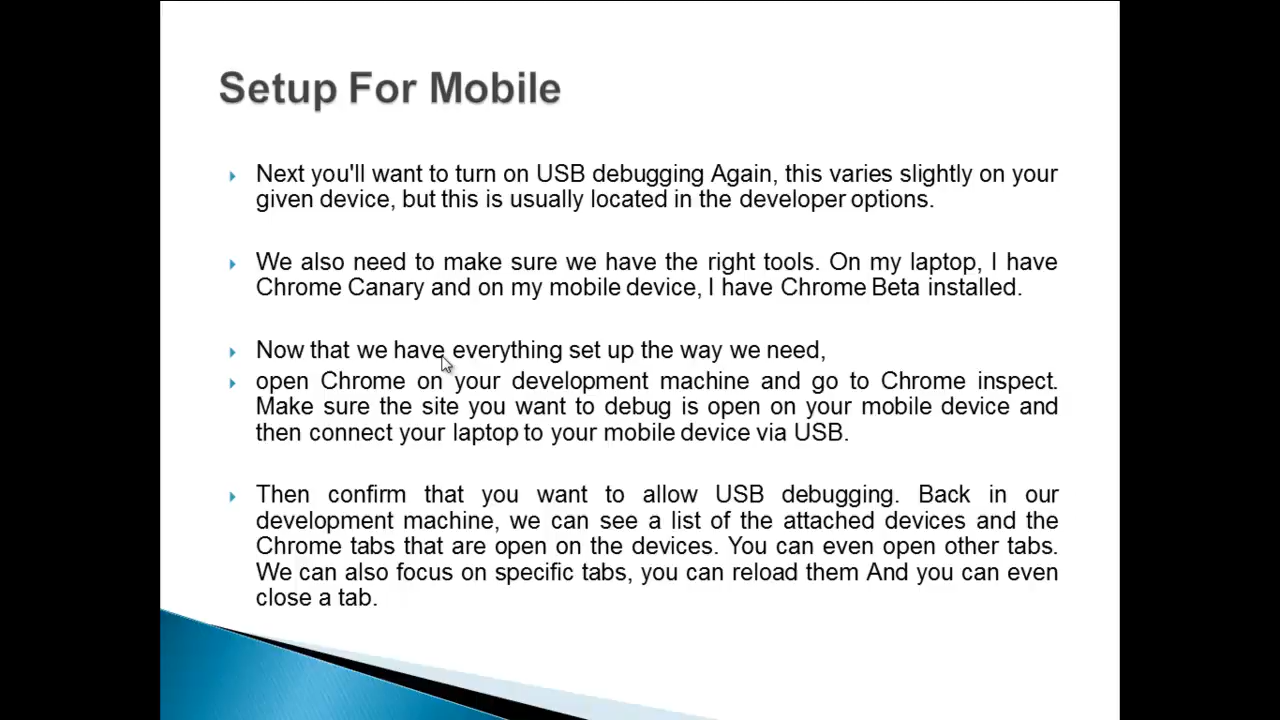 Setup For Mobile
Next you'll want to turn on USB debugging Again, this varies slightly on your
given device, but this is usually located in the developer options.
We also need to make sure we have the right tools. On my laptop, I have
Chrome Canary and on my mobile device, I have Chrome Beta installed.
Now that we have everything set up the way we need,
open Chrome on your development machine and go to Chrome inspect.
Make sure the site you want to debug is open on your mobile device and
then connect your laptop to your mobile device via USB.
Then confirm that you want to allow USB debugging. Back in our
development machine, we can see a list of the attached devices and the
Chrome tabs that are open on the devices. You can even open other tabs.
We can also focus on specific tabs, you can reload them And you can even
close a tab.